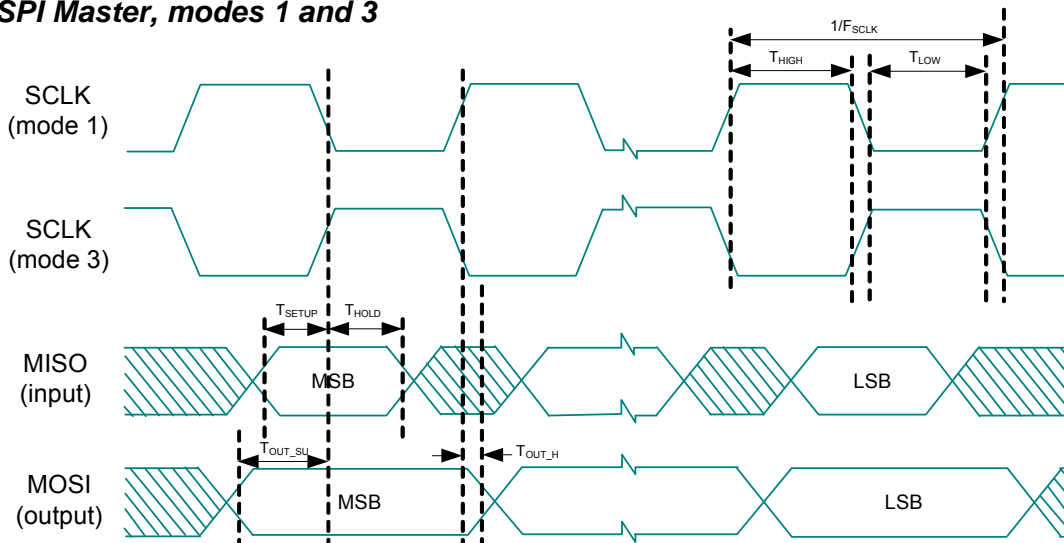 SPI Master, modes 1 and 3
1/FSCLK
THIGH
TLOW
SCLK
(mode 1)
SCLK
(mode 3)
TSETUP
THOLD
MISO
(input)
MSB
LSB
TOUT_SU
TOUT_H
MOSI
(output)
MSB
LSB